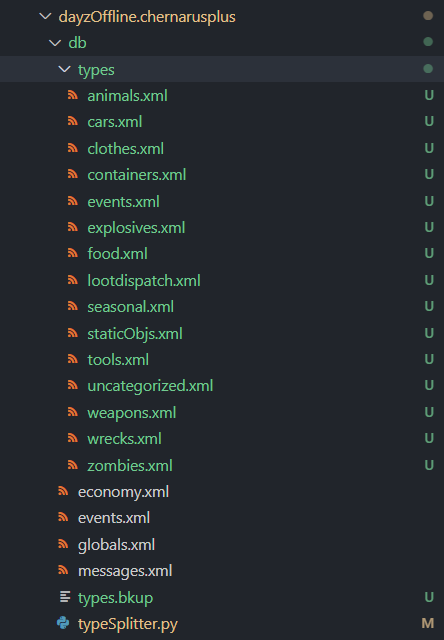 dayzOffline.chernarusplus
db
types
animals.xml U
cars.xml U
clothes.xml U
containers.xml U
events.xml U
explosives.xml U
food.xml U
lootdispatch.xml U
seasonal.xml U
staticObjs.xml U
tools.xml U
uncategorized.xml U
weapons.xml U
wrecks.xml U
zombies.xml U
economy.xml
events.xml
globals.xml
messages.xml
types.bkup U
typeSplitter.py M